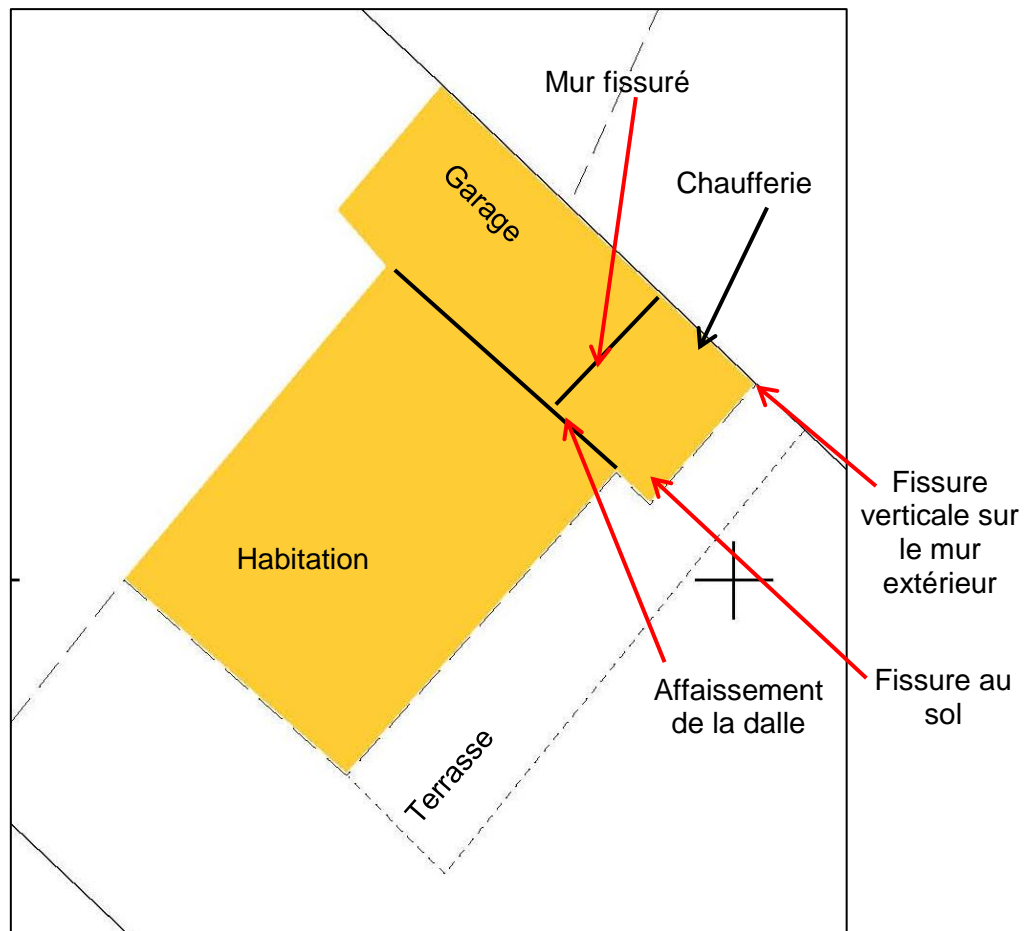 Mur fissuré
Chaufferie
Garage
Habitation
Fissure
verticale sur
le mur
extérieur
Affaissement
de la dalle
Fissure au
sol
Terrasse